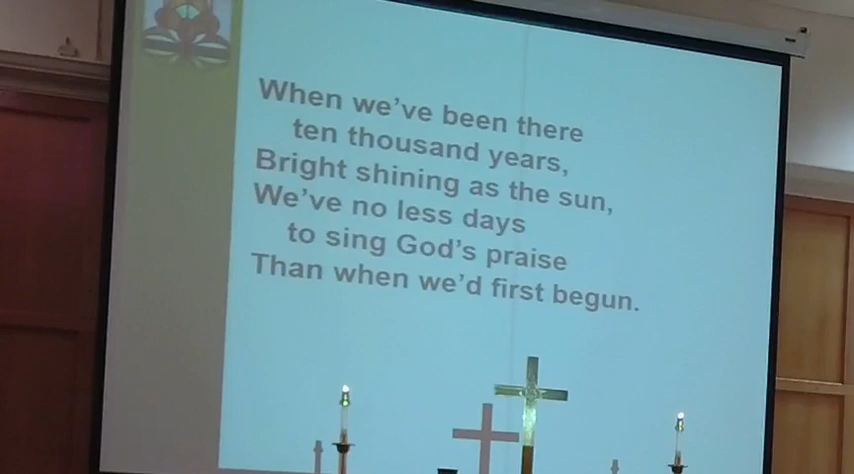 When we've been there
ten thousand years,
Bright shining as the sun,
We've no less days
to sing God's praise
Than when we'd first begun.